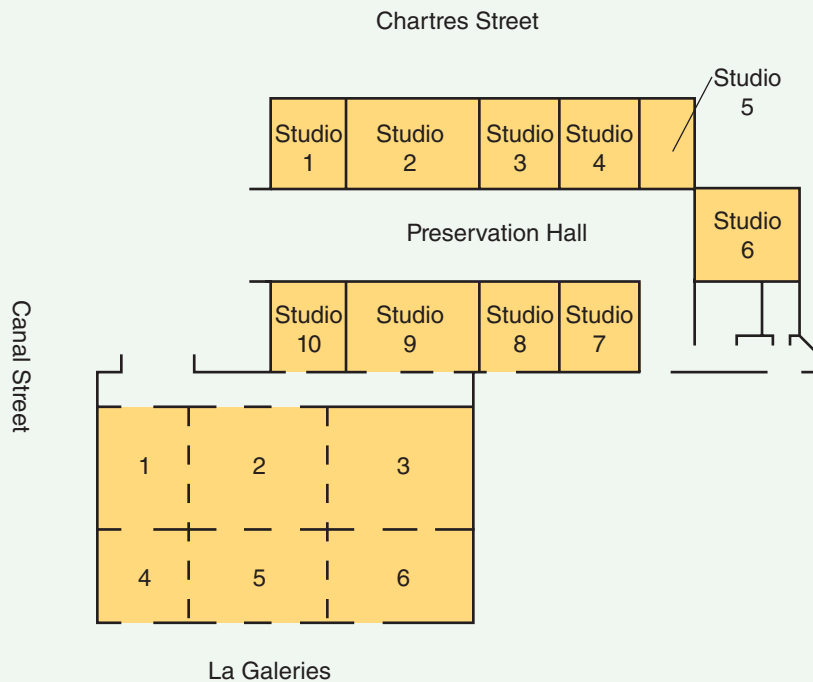 Chartres Street
Studio
5
Studio
1
Studio
2
Studio
3
Studio
4
Preservation Hall
Studio
6
Canal Street
Studio
10
Studio
9
Studio
8
Studio
7
1
2
3
4
5
6
La Galeries